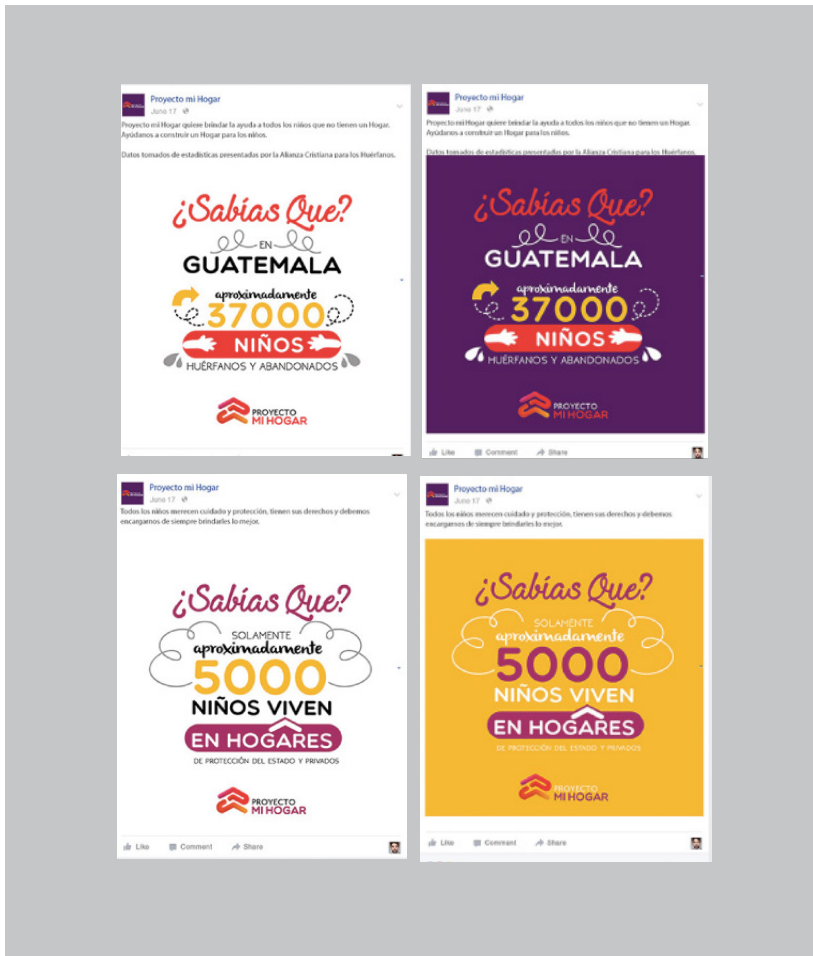 Proyecto mi Hogar
June 17
Proyecto mi Hogar quiere brindar la ayuda a todos los niños que no tienen un Hogar.
Ayúdanos a construir un Hogar para los niños.
Datos tomados de estadísticas presentadas por la Alianza Cristiana para los Huérfanos.
¿Sabías Que?
EN
GUATEMALA
aproximadamente
37000
NIÑOS
HUÉRFANOS Y ABANDONADOS
PROYECTO
MI HOGAR
Proyecto mi Hogar
June 17
Proyecto mi Hogar quiere brindar la ayuda a todos los niños que no tienen un Hogar.
Ayúdanos a construir un Hogar para los niños.
Datos tomados de estadísticas presentadas por la Alianza Cristiana para los Huérfanos.
¿Sabías Que?
EN
GUATEMALA
aproximadamente
37000
NIÑOS
HUÉRFANOS Y ABANDONADOS
PROYECTO
MI HOGAR
Like Comment Share
Proyecto mi Hogar
June 17
Todos los niños merecen cuidado y protección, tienen sus derechos y debemos
encargarnos de siempre brindarles lo mejor.
¿Sabías Que?
SOLAMENTE
aproximadamente
5000
NIÑOS VIVEN
EN HOGARES
DE PROTECCIÓN DEL ESTADO Y PRIVADOS
PROYECTO
MI HOGAR
Like Comment Share
Proyecto mi Hogar
June 17
Todos los niños merecen cuidado y protección, tienen sus derechos y debemos
encargarnos de siempre brindarles lo mejor.
¿Sabías Que?
SOLAMENTE
aproximadamente
5000
NIÑOS VIVEN
EN HOGARES
DE PROTECCIÓN DEL ESTADO Y PRIVADOS
PROYECTO
MI HOGAR
Like Comment Share